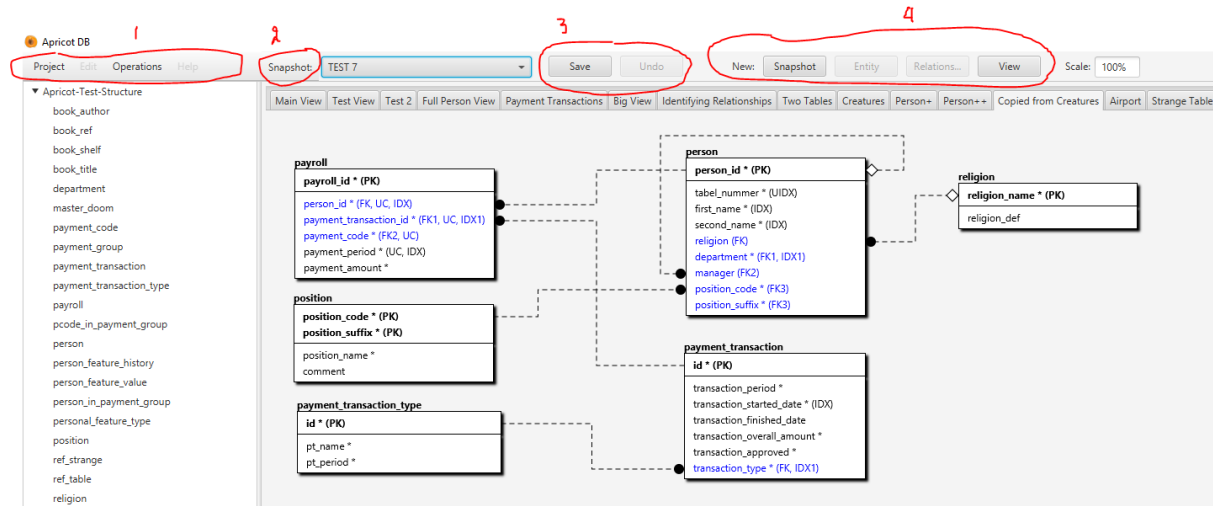 1 2 3 4
Apricot DB
Project Edit Operations Help Snapshot: TEST 7 Save Undo New: Snapshot Entity Relations... View Scale: 100%
Main View Test View Test 2 Full Person View Payment Transactions Big View Identifying Relationships Two Tables Creatures Person+ Person++ Copied from Creatures Airport Strange Table
Apricot-Test-Structure
book_author
book_ref
book_shelf
book_title
department
master_doom
payment_code
payment_group
payment_transaction
payment_transaction_type
payroll
pcode_in_payment_group
person
person_feature_history
person_feature_value
person_in_payment_group
personal_feature_type
position
ref_strange
ref_table
religion
payroll
payroll_id * (PK)
person_id * (FK, UC, IDX)
payment_transaction_id * (FK1, UC, IDX1)
payment_code * (FK2, UC)
payment_period * (UC, IDX)
payment_amount *
position
position_code * (PK)
position_suffix * (PK)
position_name *
comment
payment_transaction_type
id * (PK)
pt_name *
pt_period *
person
person_id * (PK)
tabel_nummer * (UIDX)
first_name * (IDX)
second_name * (IDX)
religion (FK)
department * (FK1, IDX1)
manager (FK2)
position_code * (FK3)
position_suffix * (FK3)
payment_transaction
id * (PK)
transaction_period *
transaction_started_date * (IDX)
transaction_finished_date
transaction_overall_amount *
transaction_approved *
transaction_type * (FK, IDX1)
religion
religion_name * (PK)
religion_def